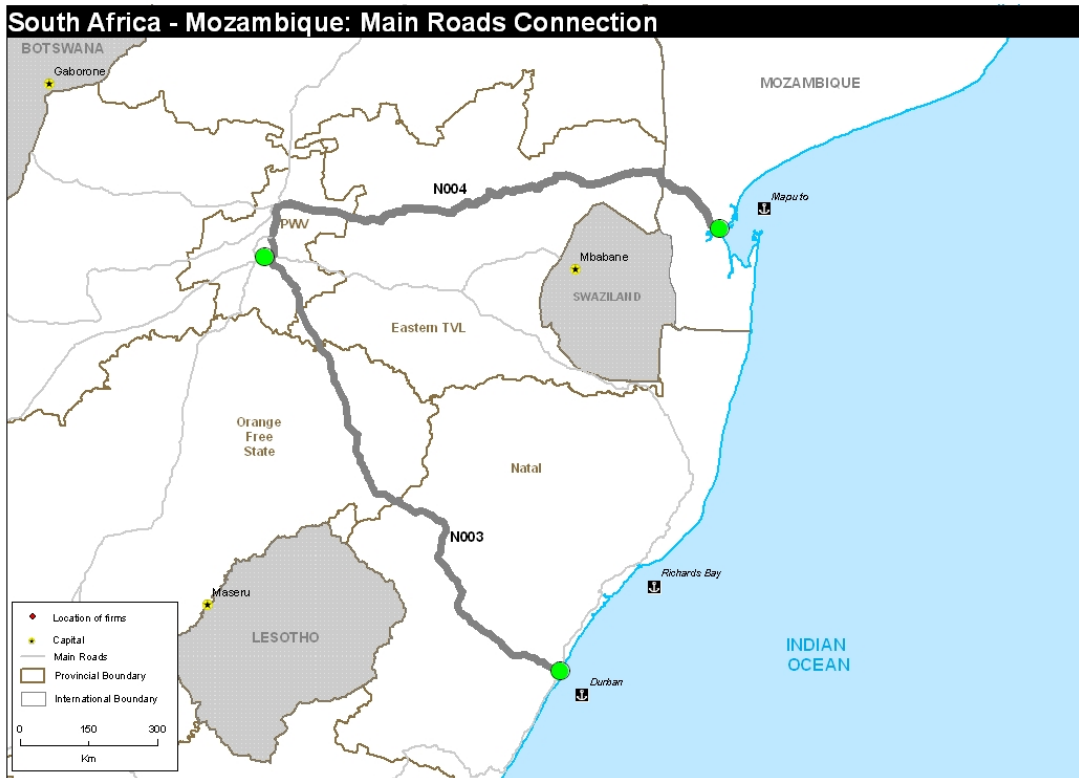 South Africa - Mozambique: Main Roads Connection
BOTSWANA
Gaborone
MOZAMBIQUE
N004
Maputo
PWV
Mbabane
SWAZILAND
Eastern TVL
Orange
Free
State
Natal
N003
Richards Bay
Maseru
LESOTHO
INDIAN
OCEAN
Durban
Location of firms
Capital
Main Roads
Provincial Boundary
International Boundary
0 150 300
Km